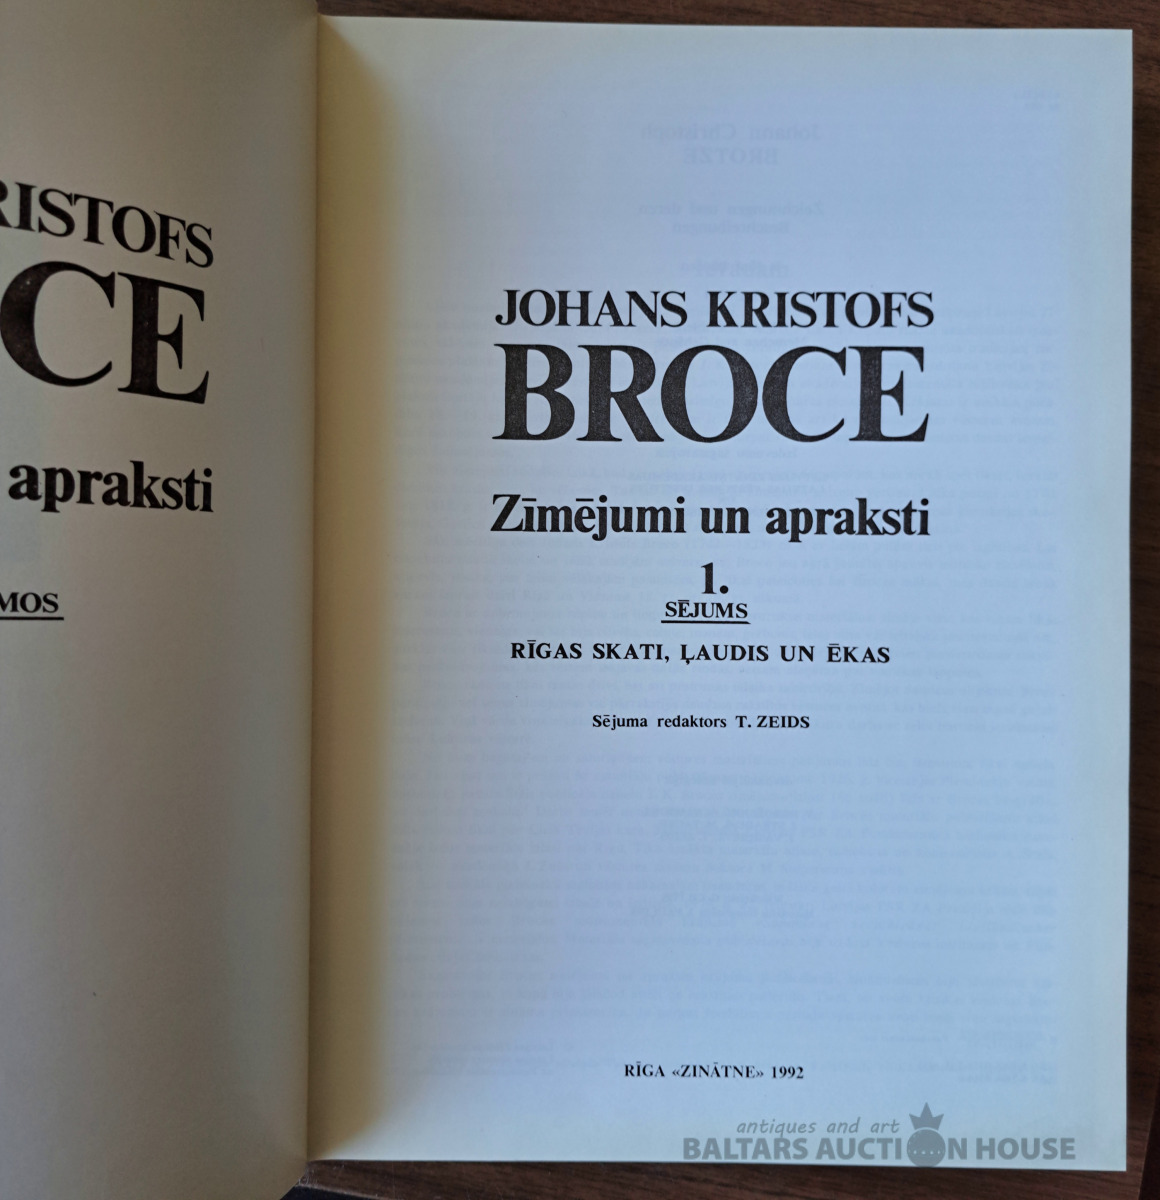 RISTOFS
CE
apraksti
MOS
JOHANS KRISTOFS
BROCE
Zīmējumi un apraksti
1.
SĒJUMS
RĪGAS SKATI, ĻAUDIS UN ĒKAS
Sējuma redaktors T. ZEIDS
RĪGA «ZINĀTNE» 1992
antiques and art
BALTARS AUCTION HOUSE